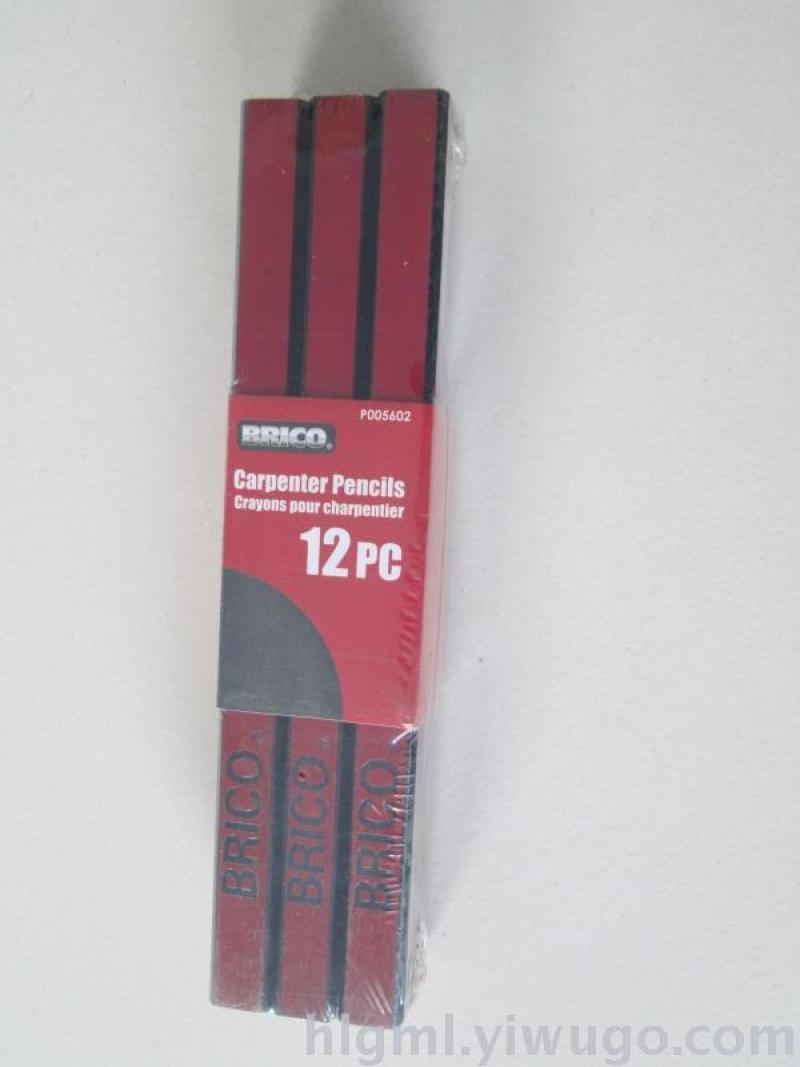 P005602
BRICO®
Carpenter Pencils
Crayons pour charpentier
12 PC
BRICO®
BRICO®
BRICO®
hlgml.yiwugo.com